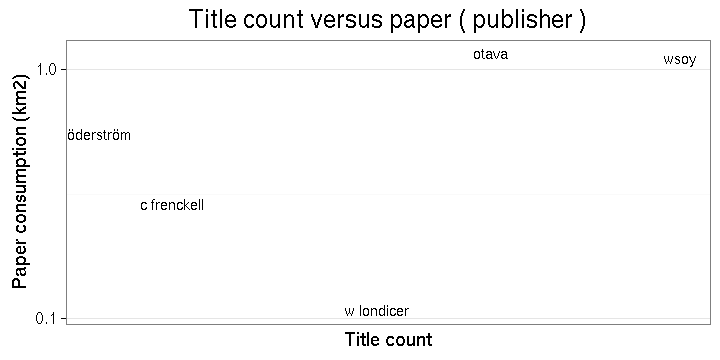 Title count versus paper ( publisher )
otava
wsoy
1.0
öderström
Paper consumption (km2)
c frenckell
w londicer
0.1
Title count